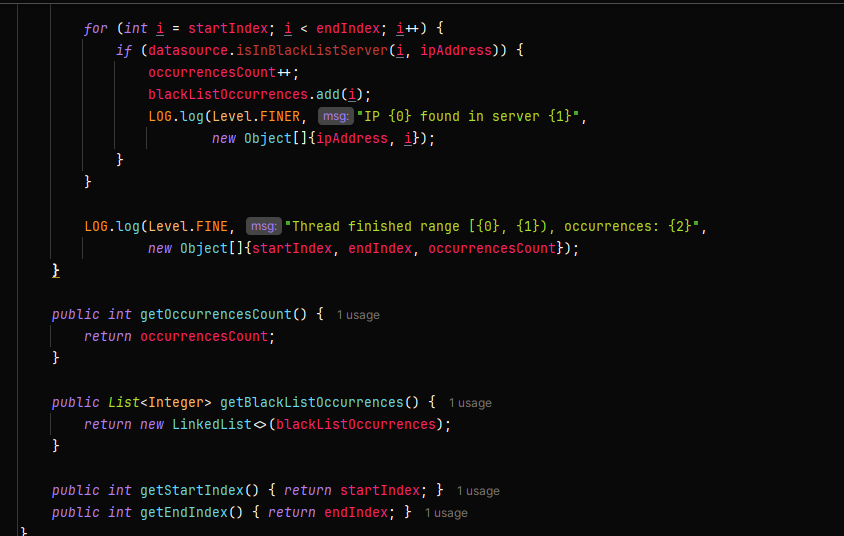 for (int i = startIndex; i < endIndex; i++) {
if (datasource.isInBlackListServer(i, ipAddress)) {
occurrencesCount++;
blackListOccurrences.add(i);
LOG.log(Level.FINER, msg: "IP {0} found in server {1}",
new Object[]{ipAddress, i});
}
}
LOG.log(Level.FINE, msg: "Thread finished range [{0}, {1}), occurrences: {2}",
new Object[]{startIndex, endIndex, occurrencesCount});
}
public int getOccurrencesCount() { 1 usage
return occurrencesCount;
}
public List<Integer> getBlackListOccurrences() { 1 usage
return new LinkedList<>(blackListOccurrences);
}
public int getStartIndex() { return startIndex; } 1 usage
public int getEndIndex() { return endIndex; } 1 usage
}